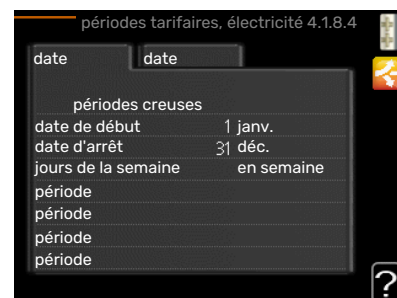 périodes tarifaires, électricité 4.1.8.4
date date
périodes creuses
date de début 1 janv.
date d'arrêt 31 déc.
jours de la semaine en semaine
période
période
période
période
?